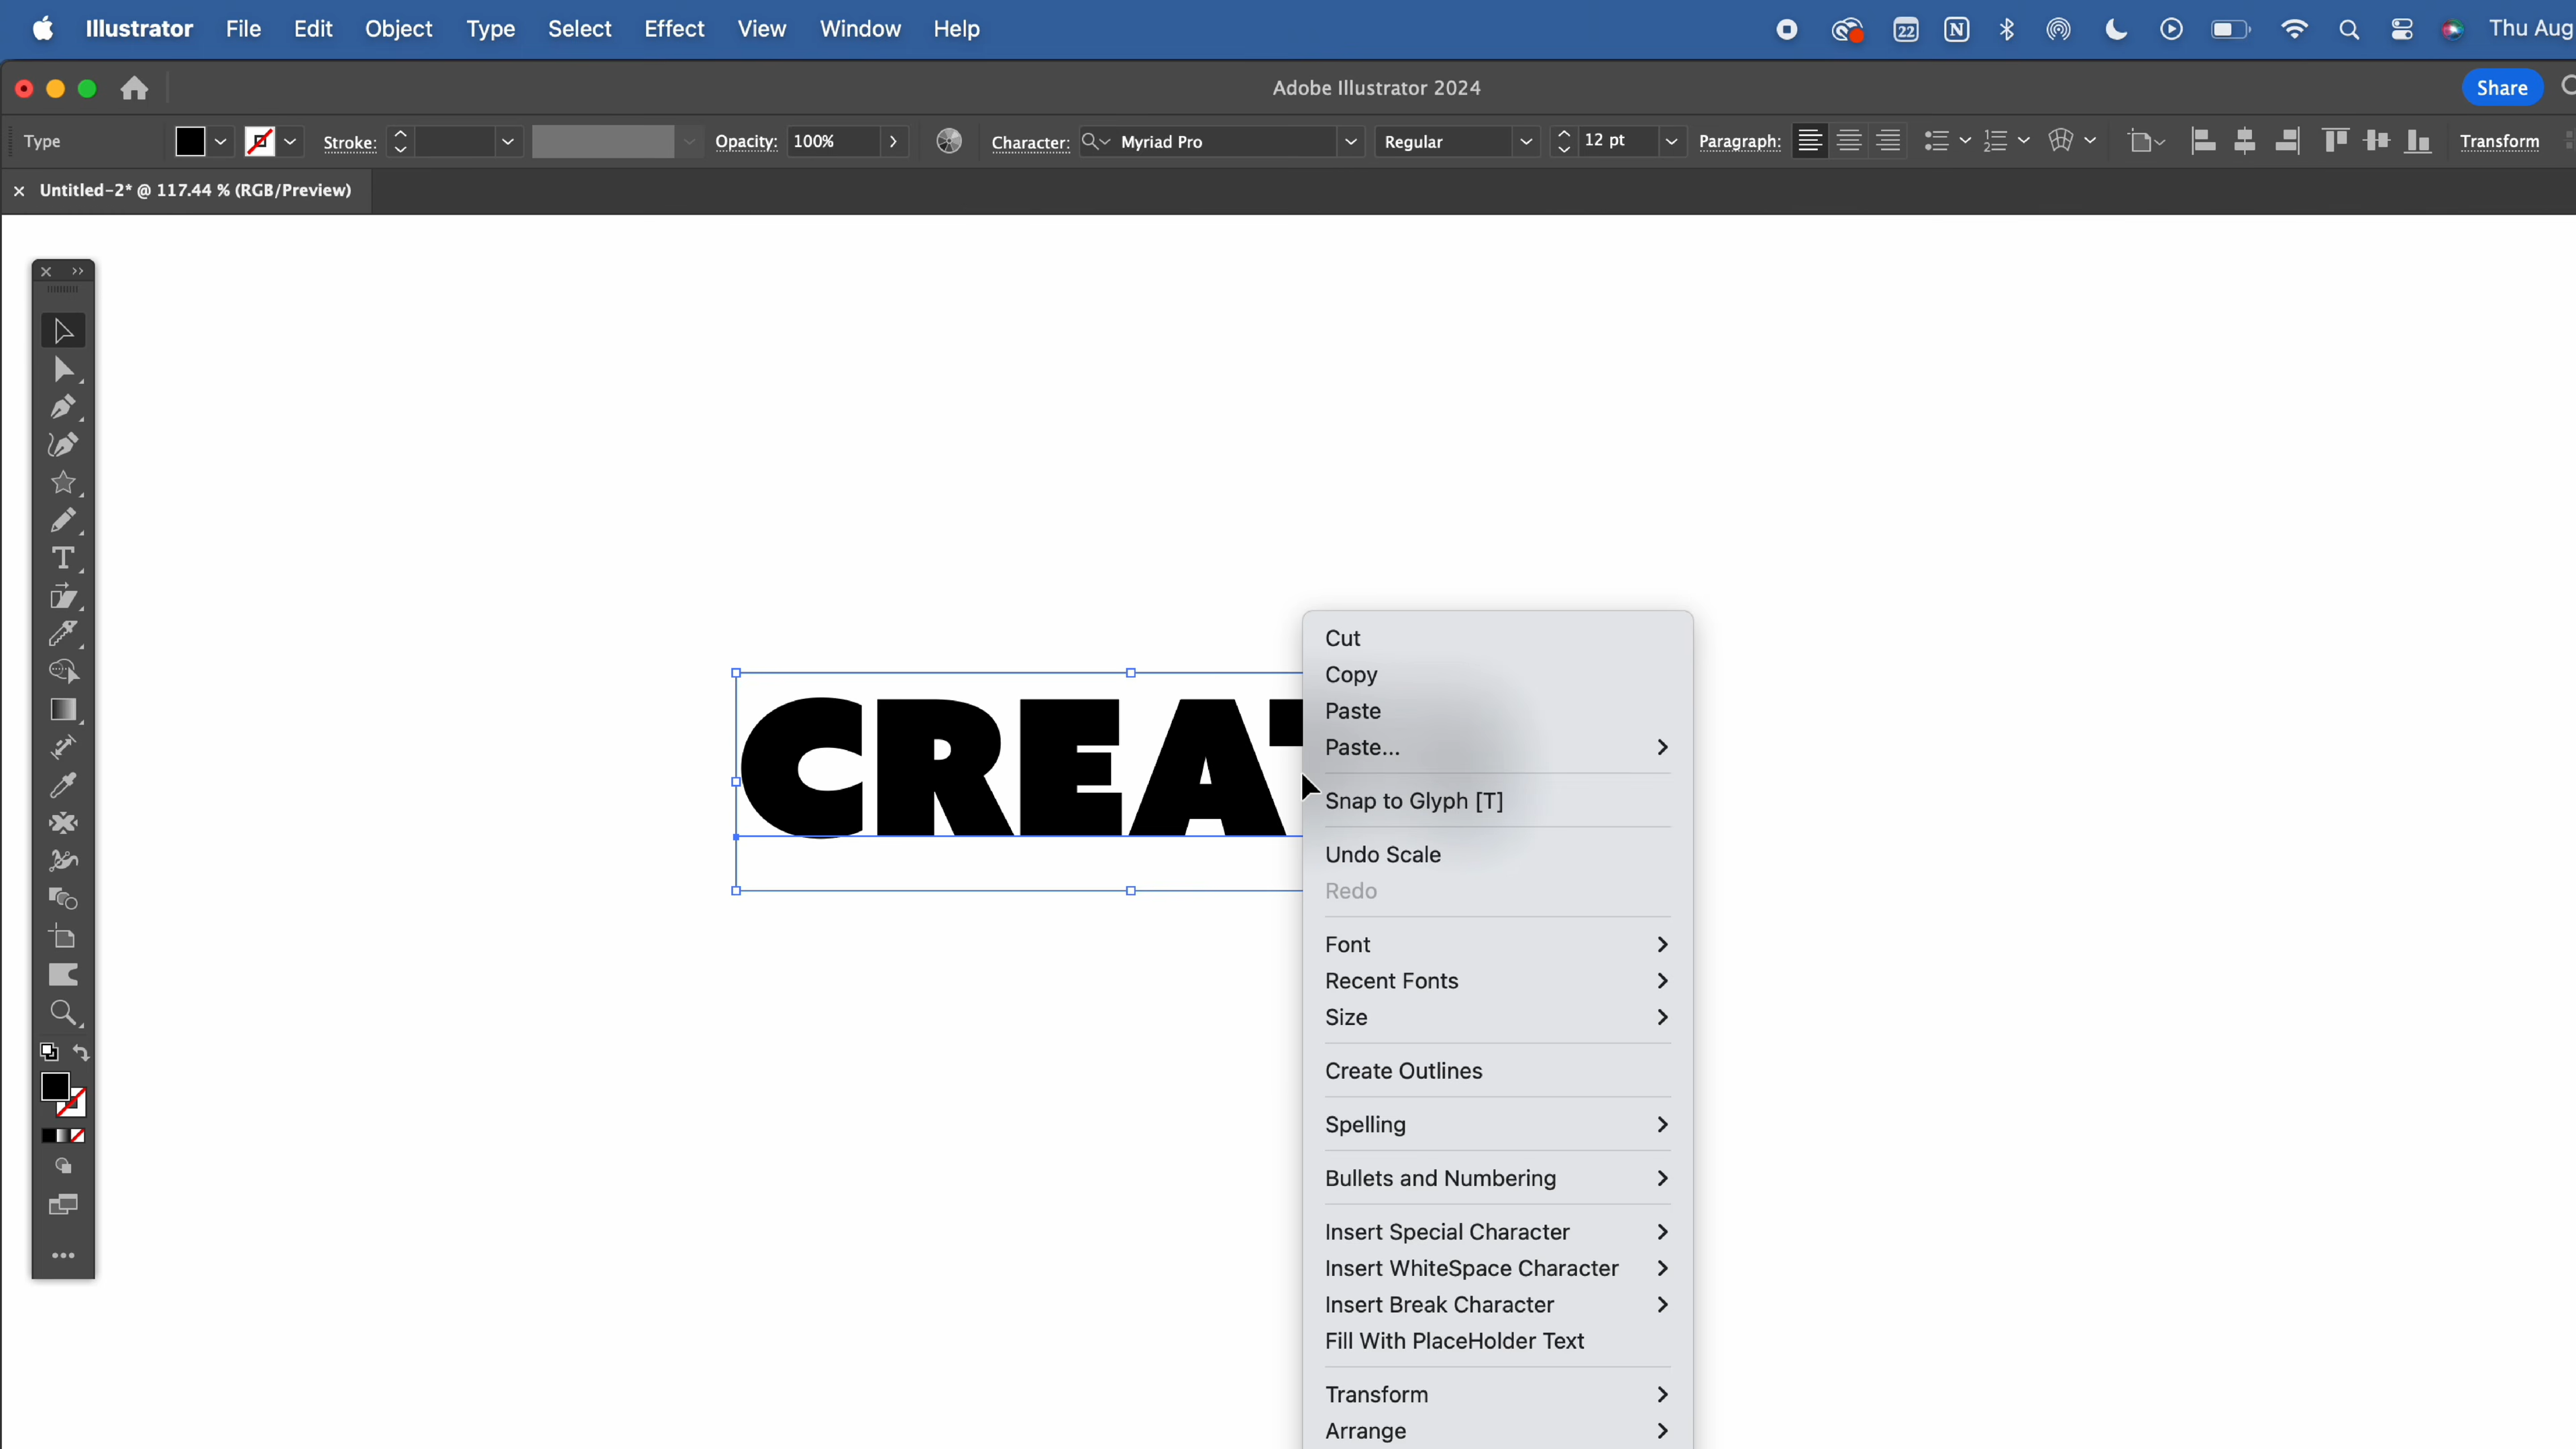 Illustrator File Edit Object Type Select Effect View Window Help 22 N Thu Aug
Adobe Illustrator 2024
Share
Type Stroke: Opacity: 100% Character: Myriad Pro Regular 12 pt Paragraph: Transform
× Untitled-2* @ 117.44 % (RGB/Preview)
CREAT
Cut
Copy
Paste
Paste...
Snap to Glyph [T]
Undo Scale
Redo
Font
Recent Fonts
Size
Create Outlines
Spelling
Bullets and Numbering
Insert Special Character
Insert WhiteSpace Character
Insert Break Character
Fill With PlaceHolder Text
Transform
Arrange